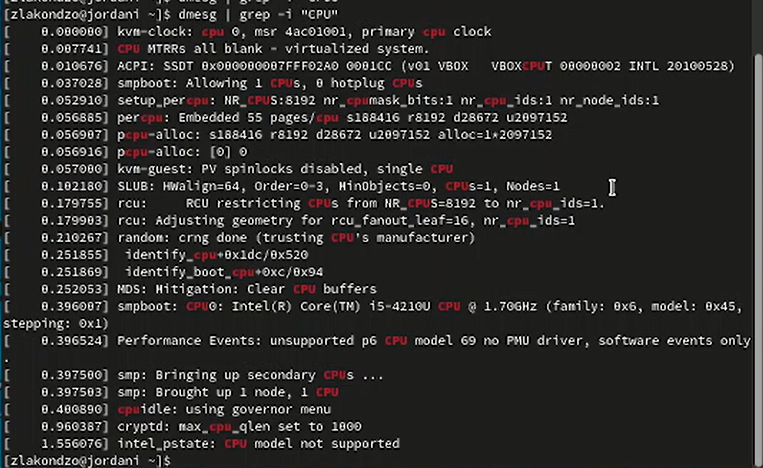 [zlakondzo@jordani ~]$ dmesg | grep -i "CPU"
[    0.000000] kvm-clock: cpu 0, msr 4ac01001, primary cpu clock
[    0.007741] CPU MTRRs all blank - virtualized system.
[    0.010676] ACPI: SSDT 0x000000007FFF02A0 0001CC (v01 VBOX   VBOXCPUT 00000002 INTL 20100528)
[    0.037028] smpboot: Allowing 1 CPUs, 0 hotplug CPUs
[    0.052910] setup_percpu: NR_CPUS:8192 nr_cpumask_bits:1 nr_cpu_ids:1 nr_node_ids:1
[    0.056885] percpu: Embedded 55 pages/cpu s188416 r8192 d28672 u2097152
[    0.056907] pcpu-alloc: s188416 r8192 d28672 u2097152 alloc=1*2097152
[    0.056916] pcpu-alloc: [0] 0
[    0.057000] kvm-guest: PV spinlocks disabled, single CPU
[    0.102180] SLUB: HWalign=64, Order=0-3, MinObjects=0, CPUs=1, Nodes=1
[    0.179755] rcu:     RCU restricting CPUs from NR_CPUS=8192 to nr_cpu_ids=1.
[    0.179903] rcu: Adjusting geometry for rcu_fanout_leaf=16, nr_cpu_ids=1
[    0.210267] random: crng done (trusting CPU's manufacturer)
[    0.251855]  identify_cpu+0x1dc/0x520
[    0.251869]  identify_boot_cpu+0xc/0x94
[    0.252053] MDS: Mitigation: Clear CPU buffers
[    0.396007] smpboot: CPU0: Intel(R) Core(TM) i5-4210U CPU @ 1.70GHz (family: 0x6, model: 0x45,
stepping: 0x1)
[    0.396524] Performance Events: unsupported p6 CPU model 69 no PMU driver, software events only
.
[    0.397500] smp: Bringing up secondary CPUs ...
[    0.397503] smp: Brought up 1 node, 1 CPU
[    0.400890] cpuidle: using governor menu
[    0.960387] cryptd: max_cpu_qlen set to 1000
[    1.556076] intel_pstate: CPU model not supported
[zlakondzo@jordani ~]$